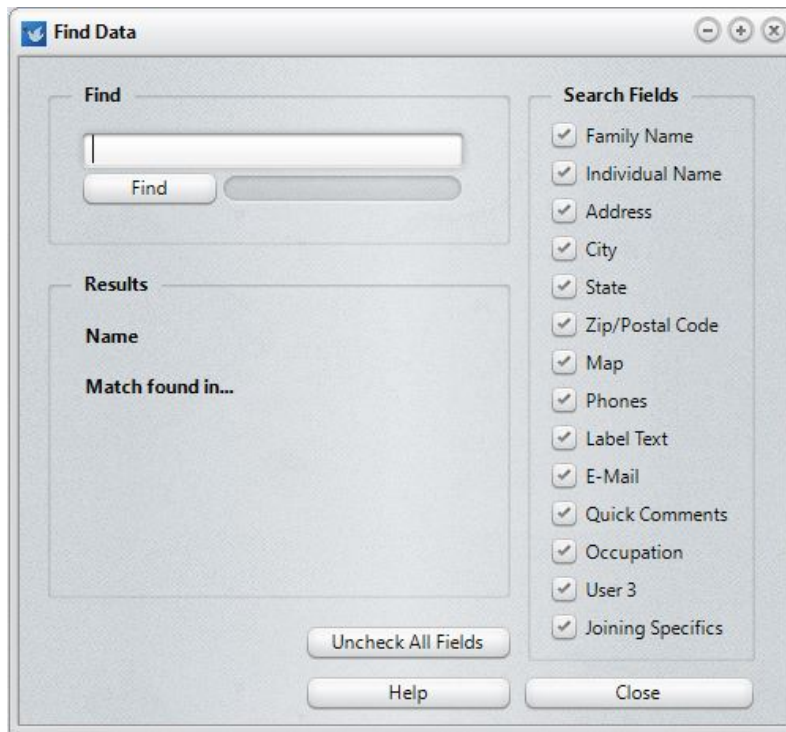 Find Data
Find
Find
Results
Name
Match found in...
Search Fields
Family Name
Individual Name
Address
City
State
Zip/Postal Code
Map
Phones
Label Text
E-Mail
Quick Comments
Occupation
User 3
Joining Specifics
Uncheck All Fields
Help
Close